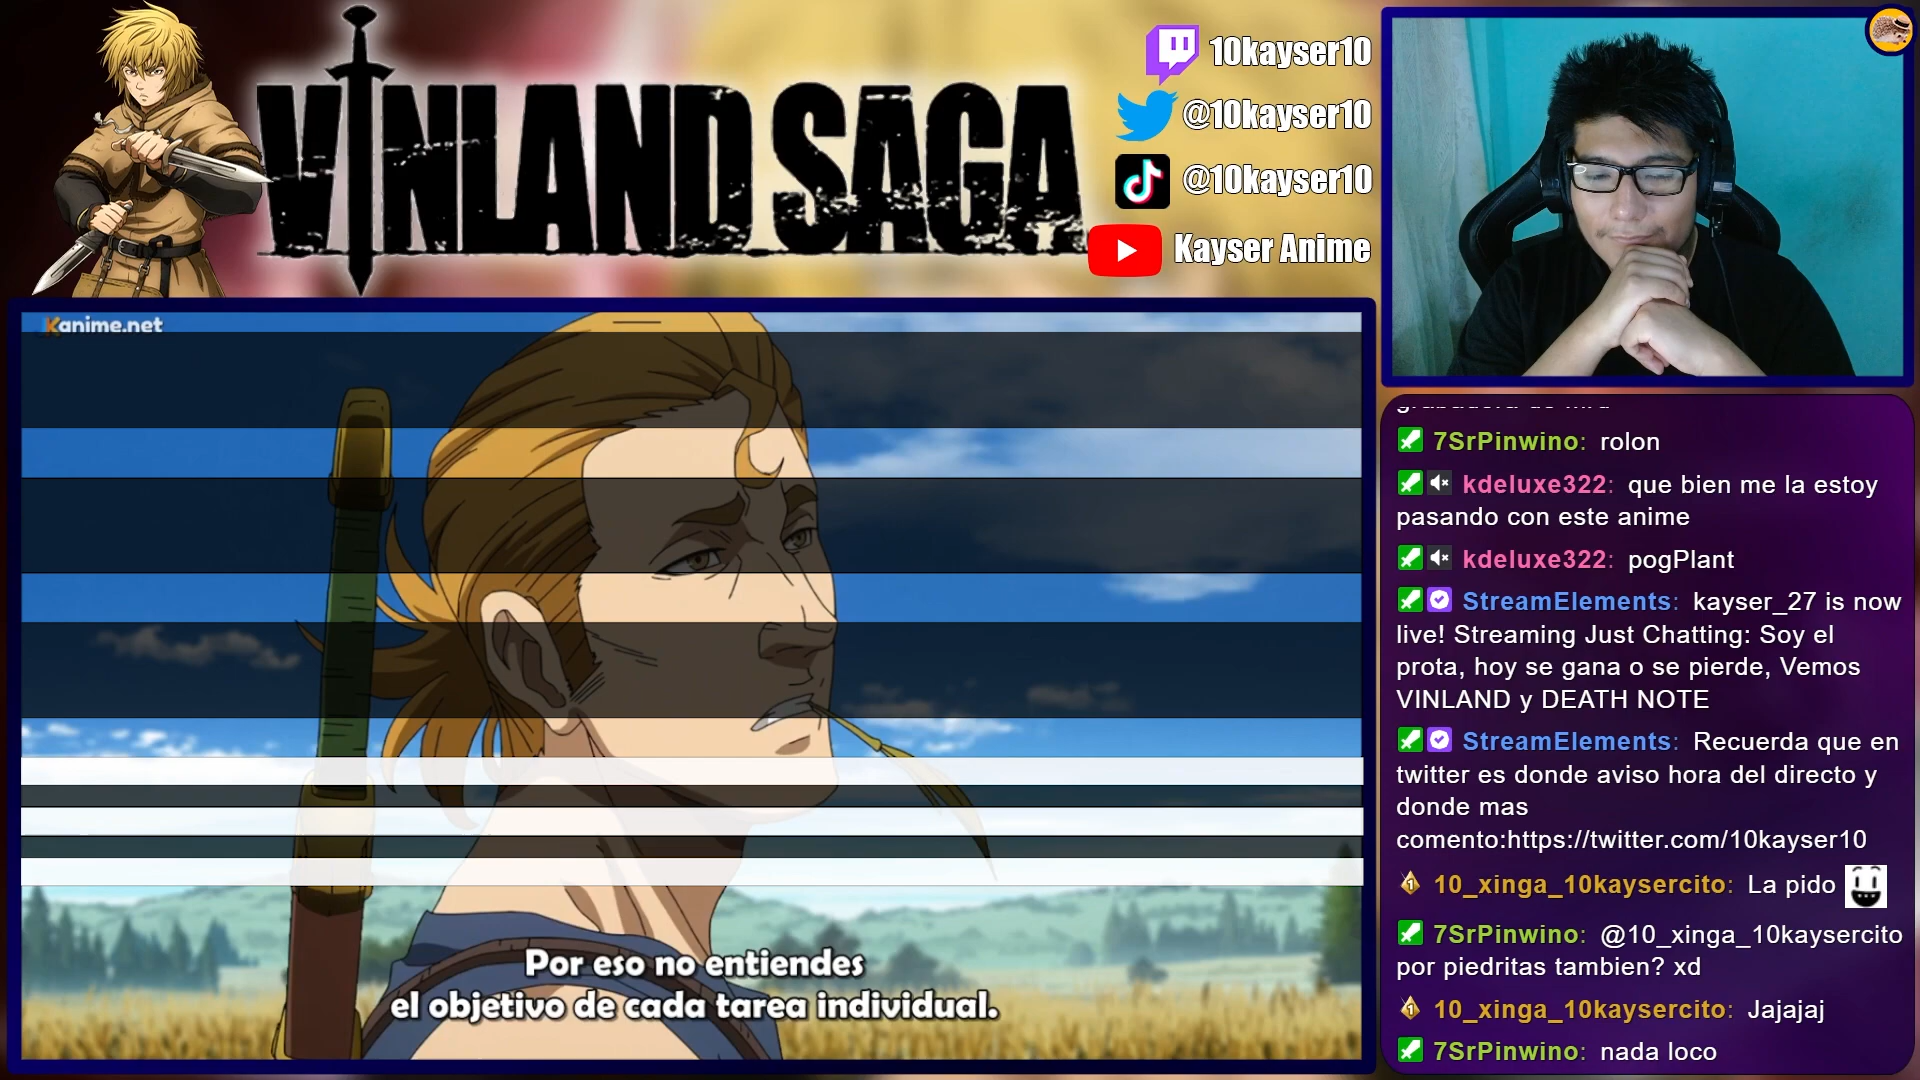 VINLAND SAGA
10kayser10
@10kayser10
@10kayser10
Kayser Anime
Kanime.net
Por eso no entiendes
el objetivo de cada tarea individual.
7SrPinwino: rolon
kdeluxe322: que bien me la estoy
pasando con este anime
kdeluxe322: pogPlant
StreamElements: kayser_27 is now
live! Streaming Just Chatting: Soy el
prota, hoy se gana o se pierde, Vemos
VINLAND y DEATH NOTE
StreamElements: Recuerda que en
twitter es donde aviso hora del directo y
donde mas
comento:https://twitter.com/10kayser10
10_xinga_10kaysercito: La pido
7SrPinwino: @10_xinga_10kaysercito
por piedritas tambien? xd
10_xinga_10kaysercito: Jajajaj
7SrPinwino: nada loco